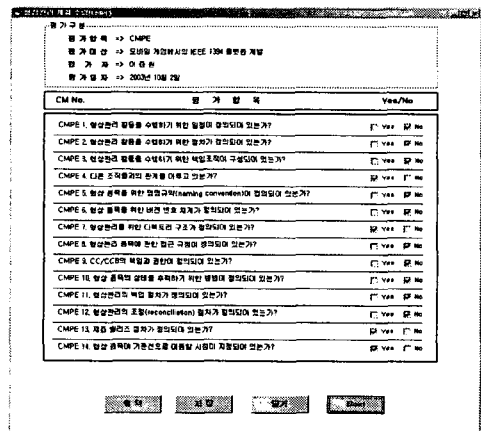 평가구분
평 가 항 목 => CMPE
평 가 대 상 => 모바일 게임에서의 IEEE 1394 플랫폼 개발
평 가 자 =>
평 가 일 자 => 2003년 10월 2일
CM No. 평 가 항 목 Yes/No
CMPE 1. 형상관리 활동을 수행하기 위한 일정이 정의되어 있는가? Yes No
CMPE 2. 형상관리 활동을 수행하기 위한 절차가 정의되어 있는가? Yes No
CMPE 3. 형상관리 활동을 수행하기 위한 책임조직이 구성되어 있는가? Yes No
CMPE 4. 다른 조직들과의 관계를 이루고 있는가? Yes No
CMPE 5. 형상 품목을 위한 명명규약(naming convention)이 정의되어 있는가? Yes No
CMPE 6. 형상 품목을 위한 버전 번호 체계가 정의되어 있는가? Yes No
CMPE 7. 형상관리를 위한 디렉토리 구조가 정의되어 있는가? Yes No
CMPE 8. 형상관리 품목에 관한 접근 규정이 정의되어 있는가? Yes No
CMPE 9. CC/CCB의 책임과 권한이 정의되어 있는가? Yes No
CMPE 10. 형상 품목의 상태를 추적하기 위한 방법이 정의되어 있는가? Yes No
CMPE 11. 형상관리의 백업 절차가 정의되어 있는가? Yes No
CMPE 12. 형상관리의 조정(reconciliation) 절차가 정의되어 있는가? Yes No
CMPE 13. 제품 릴리즈 절차가 정의되어 있는가? Yes No
CMPE 14. 형상 품목이 기준선으로 이동할 시점이 지정되어 있는가? Yes No